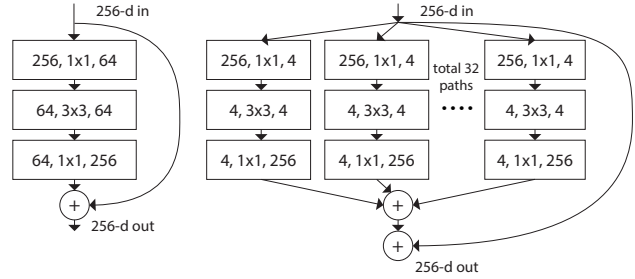 256-d in
256, 1x1, 64
64, 3x3, 64
64, 1x1, 256
+
256-d out
256-d in
256, 1x1, 4
256, 1x1, 4
total 32
paths
....
256, 1x1, 4
4, 3x3, 4
4, 3x3, 4
4, 3x3, 4
4, 1x1, 256
4, 1x1, 256
4, 1x1, 256
+
+
256-d out